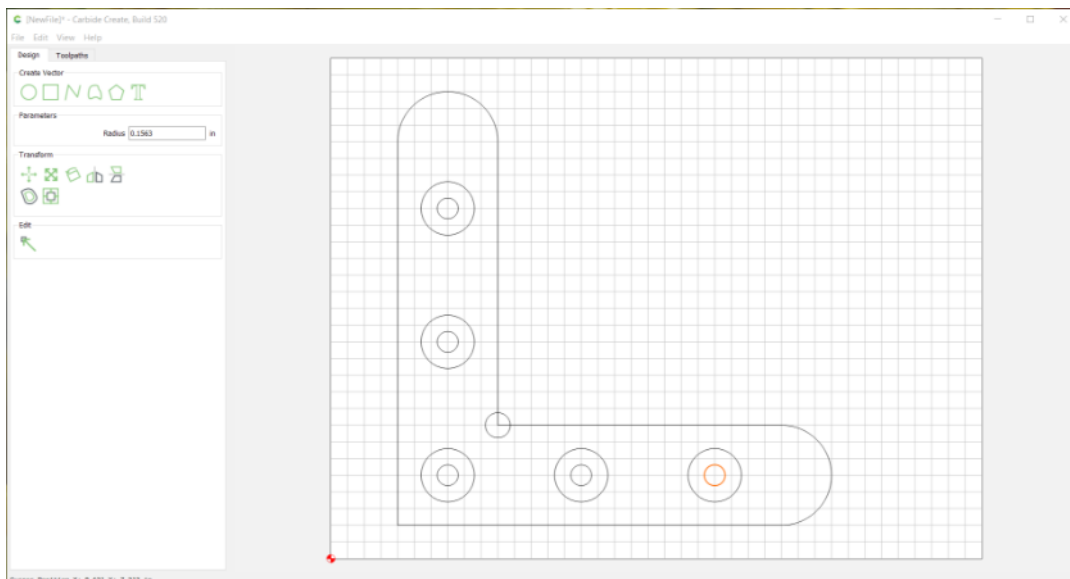 [NewFile]* - Carbide Create, Build 520
File Edit View Help
Design Toolpaths
Create Vector
Parameters
Radius 0.1563 in
Transform
Edit